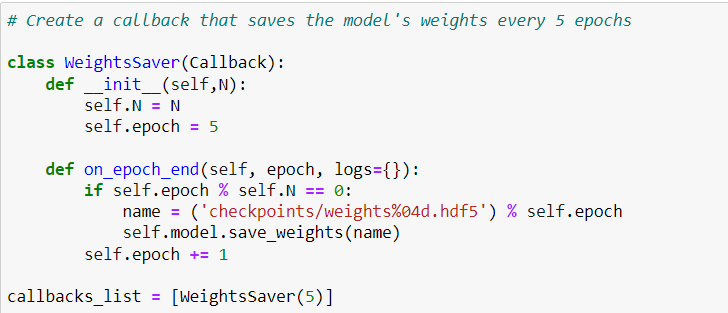 # Create a callback that saves the model's weights every 5 epochs
class WeightsSaver(Callback):
def __init__(self,N):
self.N = N
self.epoch = 5
def on_epoch_end(self, epoch, logs={}):
if self.epoch % self.N == 0:
name = ('checkpoints/weights%04d.hdf5') % self.epoch
self.model.save_weights(name)
self.epoch += 1
callbacks_list = [WeightsSaver(5)]